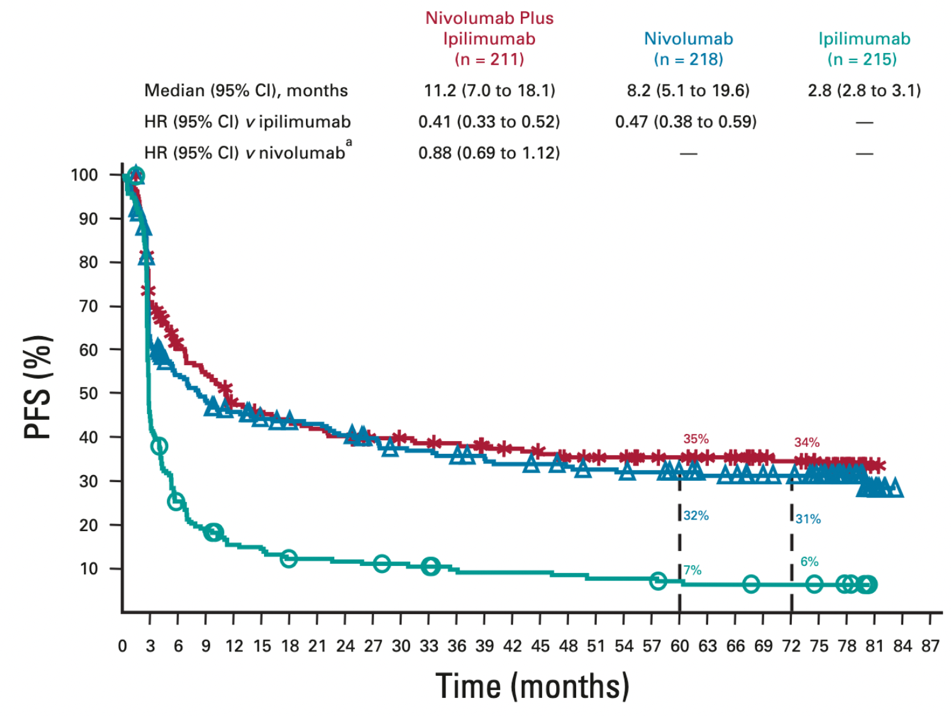 Nivolumab Plus
Ipilimumab
(n = 211)
Nivolumab
(n = 218)
Ipilimumab
(n = 215)
Median (95% CI), months 11.2 (7.0 to 18.1) 8.2 (5.1 to 19.6) 2.8 (2.8 to 3.1)
HR (95% CI) v ipilimumab 0.41 (0.33 to 0.52) 0.47 (0.38 to 0.59) —
HR (95% CI) v nivolumabᵃ 0.88 (0.69 to 1.12) — —
PFS (%)
100
90
80
70
60
50
40
30
20
10
35%
34%
32%
31%
7%
6%
0 3 6 9 12 15 18 21 24 27 30 33 36 39 42 45 48 51 54 57 60 63 66 69 72 75 78 81 84 87
Time (months)